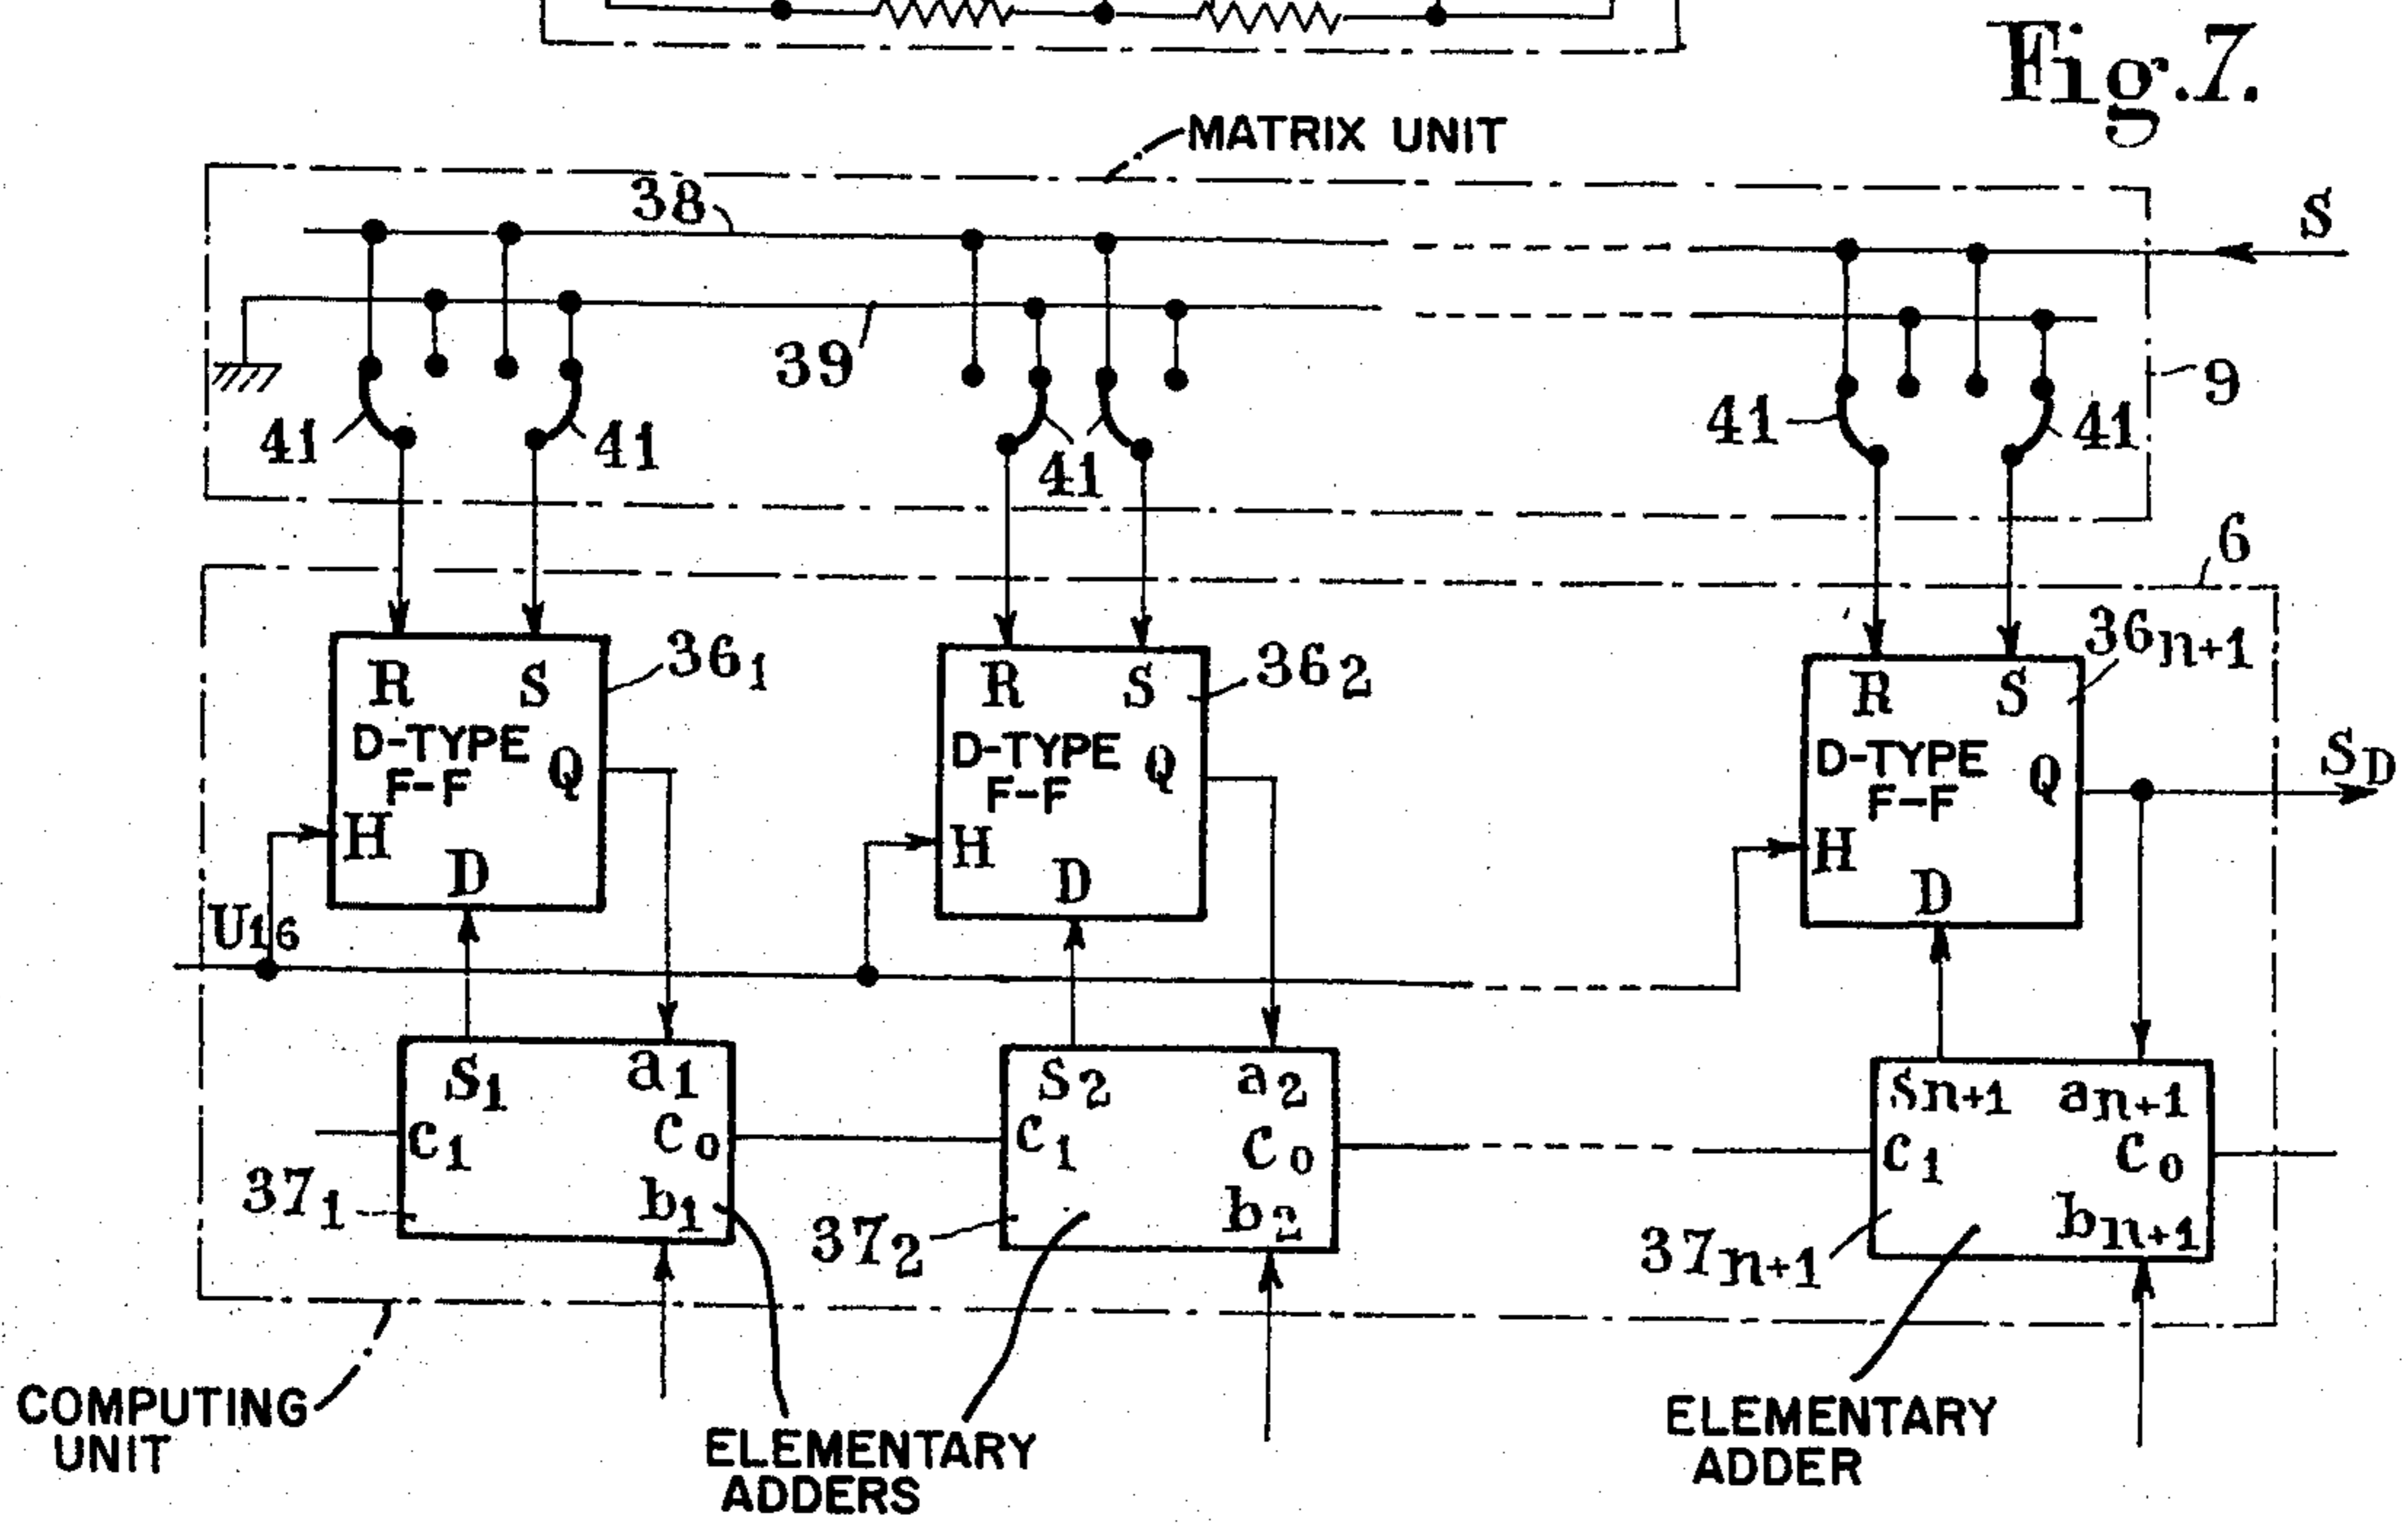 Fig.7.
MATRIX UNIT
38
S
39
9
41
41
41
41
41
6
36₁
36₂
36n+1
R S
D-TYPE
F-F
Q
H
D
R S
D-TYPE
F-F
Q
H
D
R S
D-TYPE
F-F
Q
H
D
SD
U16
S₁ a₁
C₁ C₀
b₁
37₁
S₂ a₂
C₁ C₀
b₂
37₂
Sn+1 an+1
C₁ C₀
bn+1
37n+1
COMPUTING
UNIT
ELEMENTARY
ADDERS
ELEMENTARY
ADDER